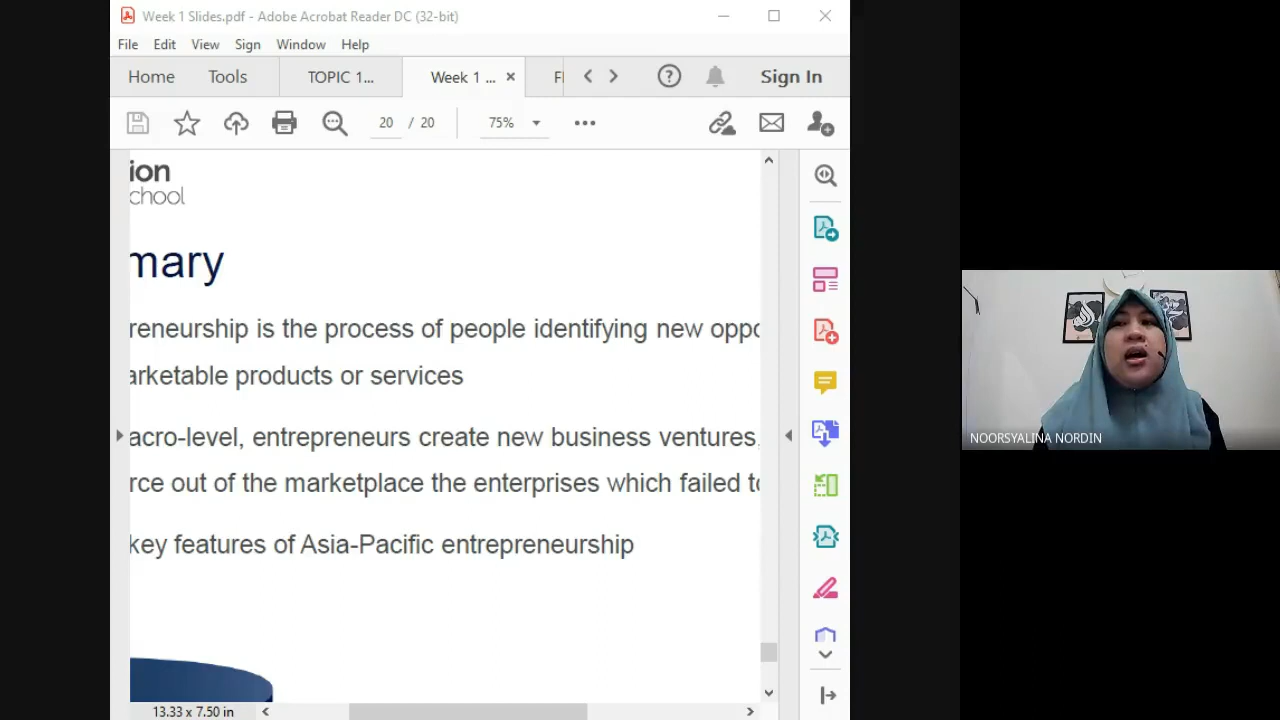 Week 1 Slides.pdf - Adobe Acrobat Reader DC (32-bit)
File Edit View Sign Window Help
Home Tools TOPIC 1... Week 1 ... Sign In
20 / 20 75%
ion
chool
mary
reneurship is the process of people identifying new oppo
arketable products or services
acro-level, entrepreneurs create new business ventures,
rce out of the marketplace the enterprises which failed to
key features of Asia-Pacific entrepreneurship
NOORSYALINA NORDIN
13.33 x 7.50 in